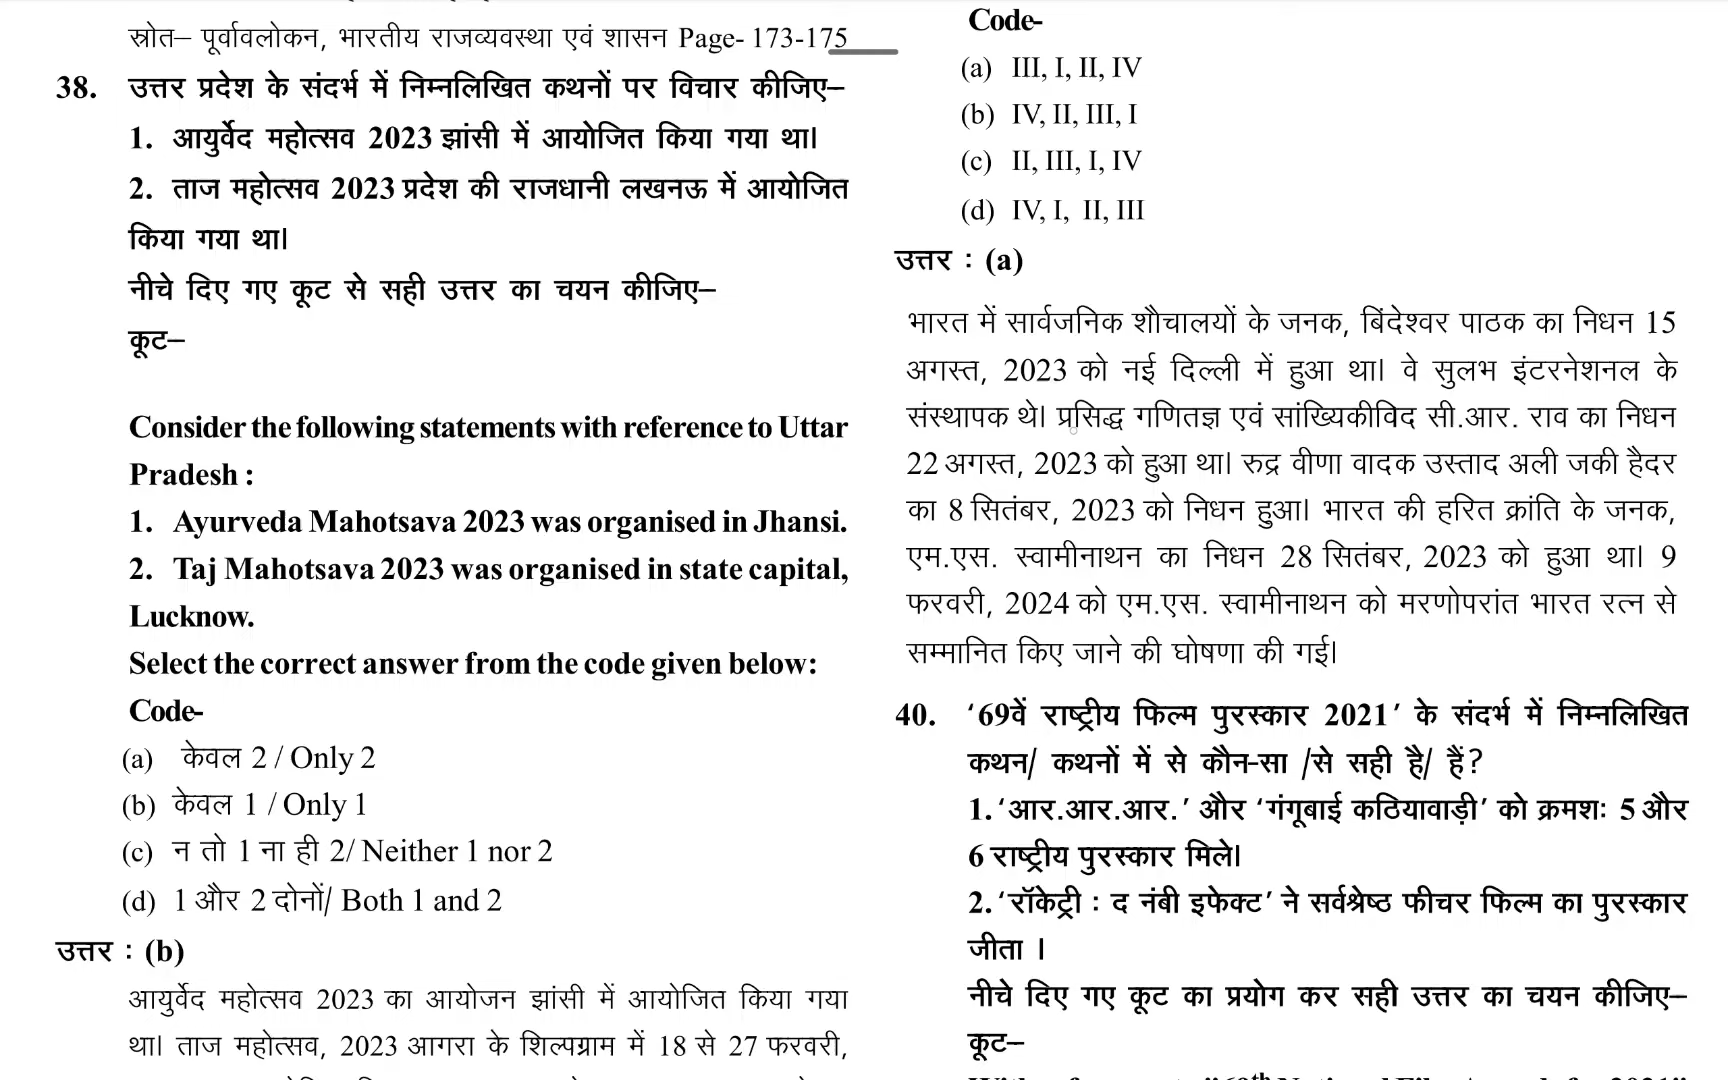 स्रोत– पूर्वावलोकन, भारतीय राजव्यवस्था एवं शासन Page- 173-175
38. उत्तर प्रदेश के संदर्भ में निम्नलिखित कथनों पर विचार कीजिए–
1. आयुर्वेद महोत्सव 2023 झांसी में आयोजित किया गया था।
2. ताज महोत्सव 2023 प्रदेश की राजधानी लखनऊ में आयोजित
किया गया था।
नीचे दिए गए कूट से सही उत्तर का चयन कीजिए–
कूट–
Consider the following statements with reference to Uttar
Pradesh :
1. Ayurveda Mahotsava 2023 was organised in Jhansi.
2. Taj Mahotsava 2023 was organised in state capital,
Lucknow.
Select the correct answer from the code given below:
Code-
(a) केवल 2 / Only 2
(b) केवल 1 / Only 1
(c) न तो 1 ना ही 2/ Neither 1 nor 2
(d) 1 और 2 दोनों/ Both 1 and 2
उत्तर : (b)
आयुर्वेद महोत्सव 2023 का आयोजन झांसी में आयोजित किया गया
था। ताज महोत्सव, 2023 आगरा के शिल्पग्राम में 18 से 27 फरवरी,
Code-
(a) III, I, II, IV
(b) IV, II, III, I
(c) II, III, I, IV
(d) IV, I, II, III
उत्तर : (a)
भारत में सार्वजनिक शौचालयों के जनक, बिंदेश्वर पाठक का निधन 15
अगस्त, 2023 को नई दिल्ली में हुआ था। वे सुलभ इंटरनेशनल के
संस्थापक थे। प्रसिद्ध गणितज्ञ एवं सांख्यिकीविद सी.आर. राव का निधन
22 अगस्त, 2023 को हुआ था। रुद्र वीणा वादक उस्ताद अली जकी हैदर
का 8 सितंबर, 2023 को निधन हुआ। भारत की हरित क्रांति के जनक,
एम.एस. स्वामीनाथन का निधन 28 सितंबर, 2023 को हुआ था। 9
फरवरी, 2024 को एम.एस. स्वामीनाथन को मरणोपरांत भारत रत्न से
सम्मानित किए जाने की घोषणा की गई।
40. ‘69वें राष्ट्रीय फिल्म पुरस्कार 2021’ के संदर्भ में निम्नलिखित
कथन/ कथनों में से कौन-सा /से सही है/ हैं?
1. ‘आर.आर.आर.’ और ‘गंगूबाई कठियावाड़ी’ को क्रमशः 5 और
6 राष्ट्रीय पुरस्कार मिले।
2. ‘रॉकेट्री : द नंबी इफेक्ट’ ने सर्वश्रेष्ठ फीचर फिल्म का पुरस्कार
जीता ।
नीचे दिए गए कूट का प्रयोग कर सही उत्तर का चयन कीजिए–
कूट–